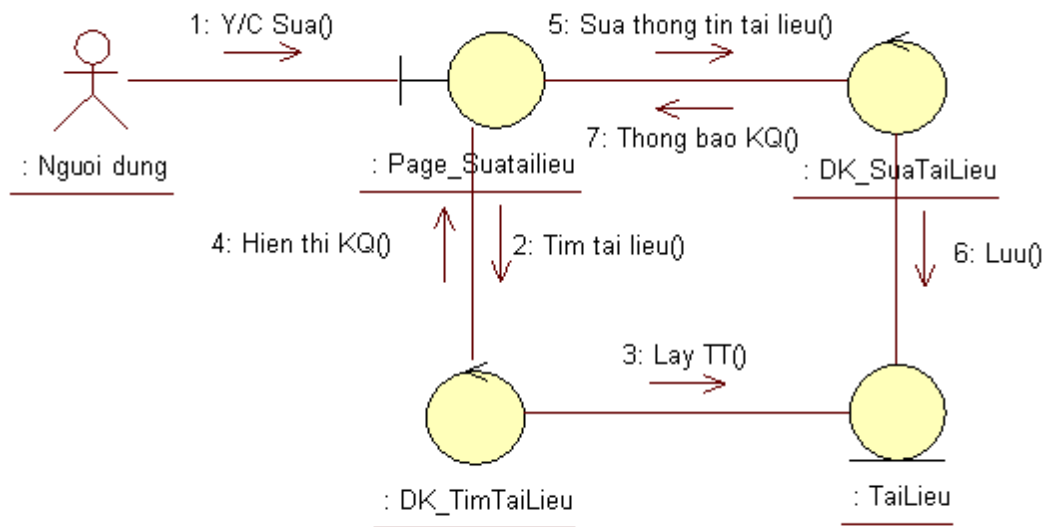 1: Y/C Sua()
5: Sua thong tin tai lieu()
7: Thong bao KQ()
: Nguoi dung
: Page_Suatailieu
: DK_SuaTaiLieu
4: Hien thi KQ()
2: Tim tai lieu()
6: Luu()
3: Lay TT()
: DK_TimTaiLieu
: TaiLieu